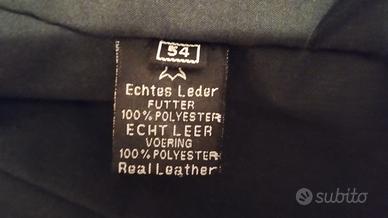 54
Echtes Leder
FUTTER
100% POLYESTER
ECHT LEER
VOERING
100% POLYESTER
Real Leather
subito